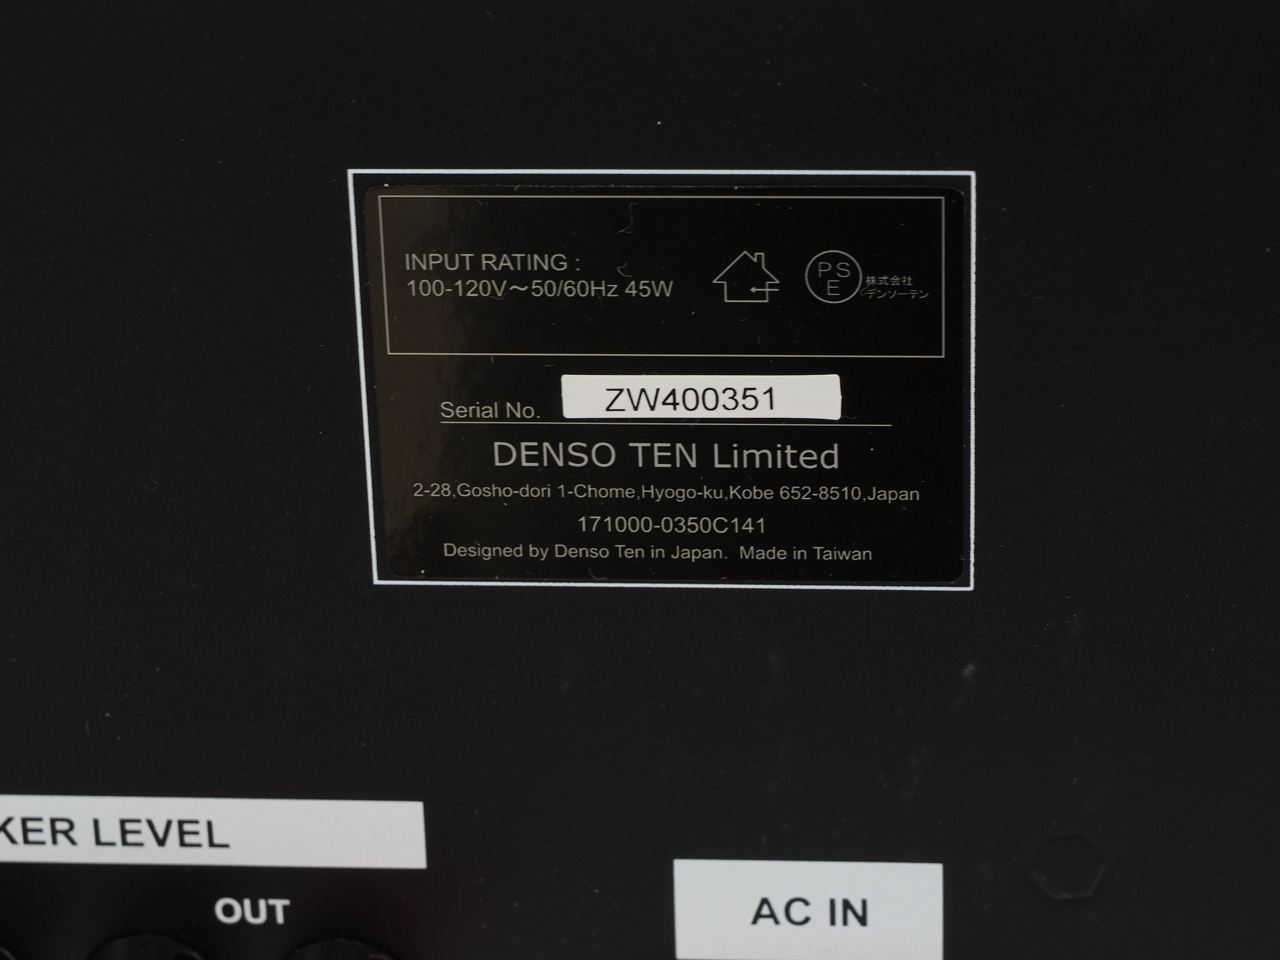 INPUT RATING :
100-120V～50/60Hz 45W
PS
E
株式会社
デンソーテン
Serial No. ZW400351
DENSO TEN Limited
2-28,Gosho-dori 1-Chome,Hyogo-ku,Kobe 652-8510,Japan
171000-0350C141
Designed by Denso Ten in Japan. Made in Taiwan
KER LEVEL
OUT
AC IN